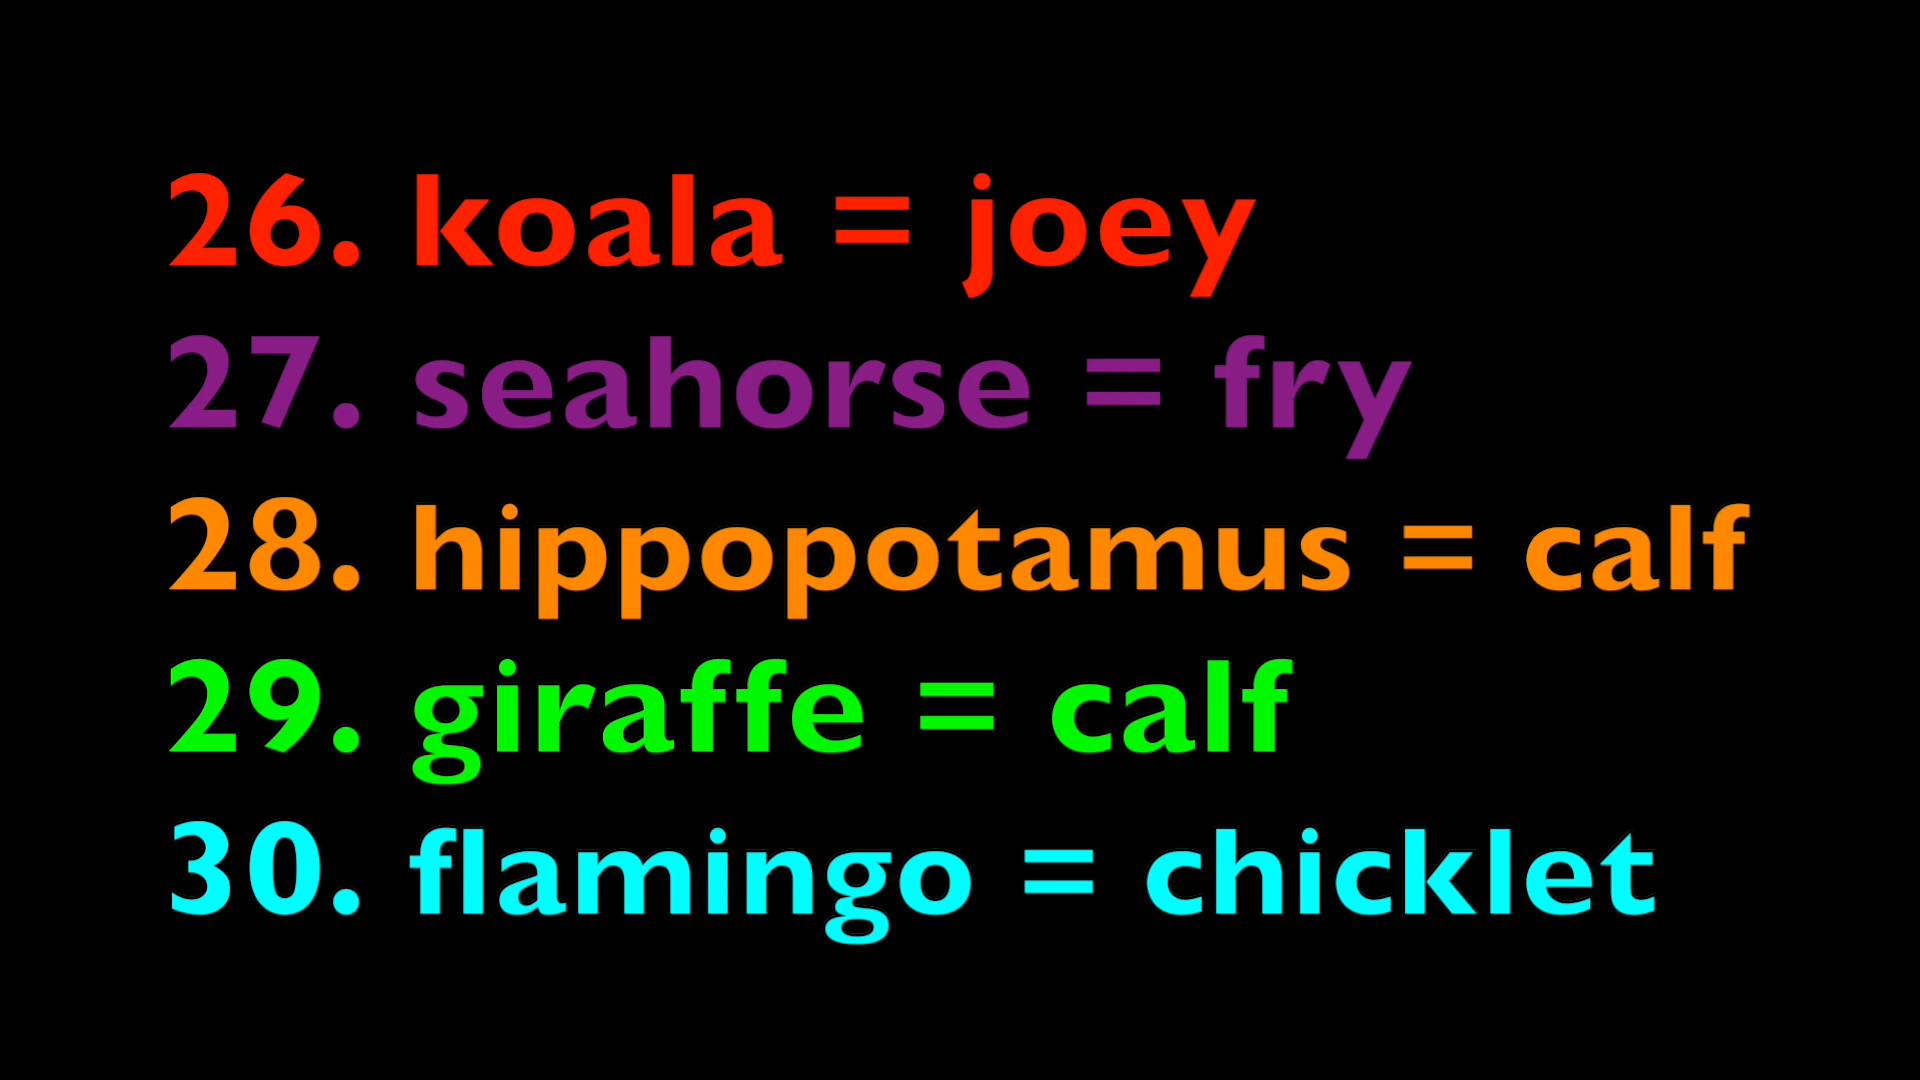 26. koala = joey
27. seahorse = fry
28. hippopotamus = calf
29. giraffe = calf
30. flamingo = chicklet